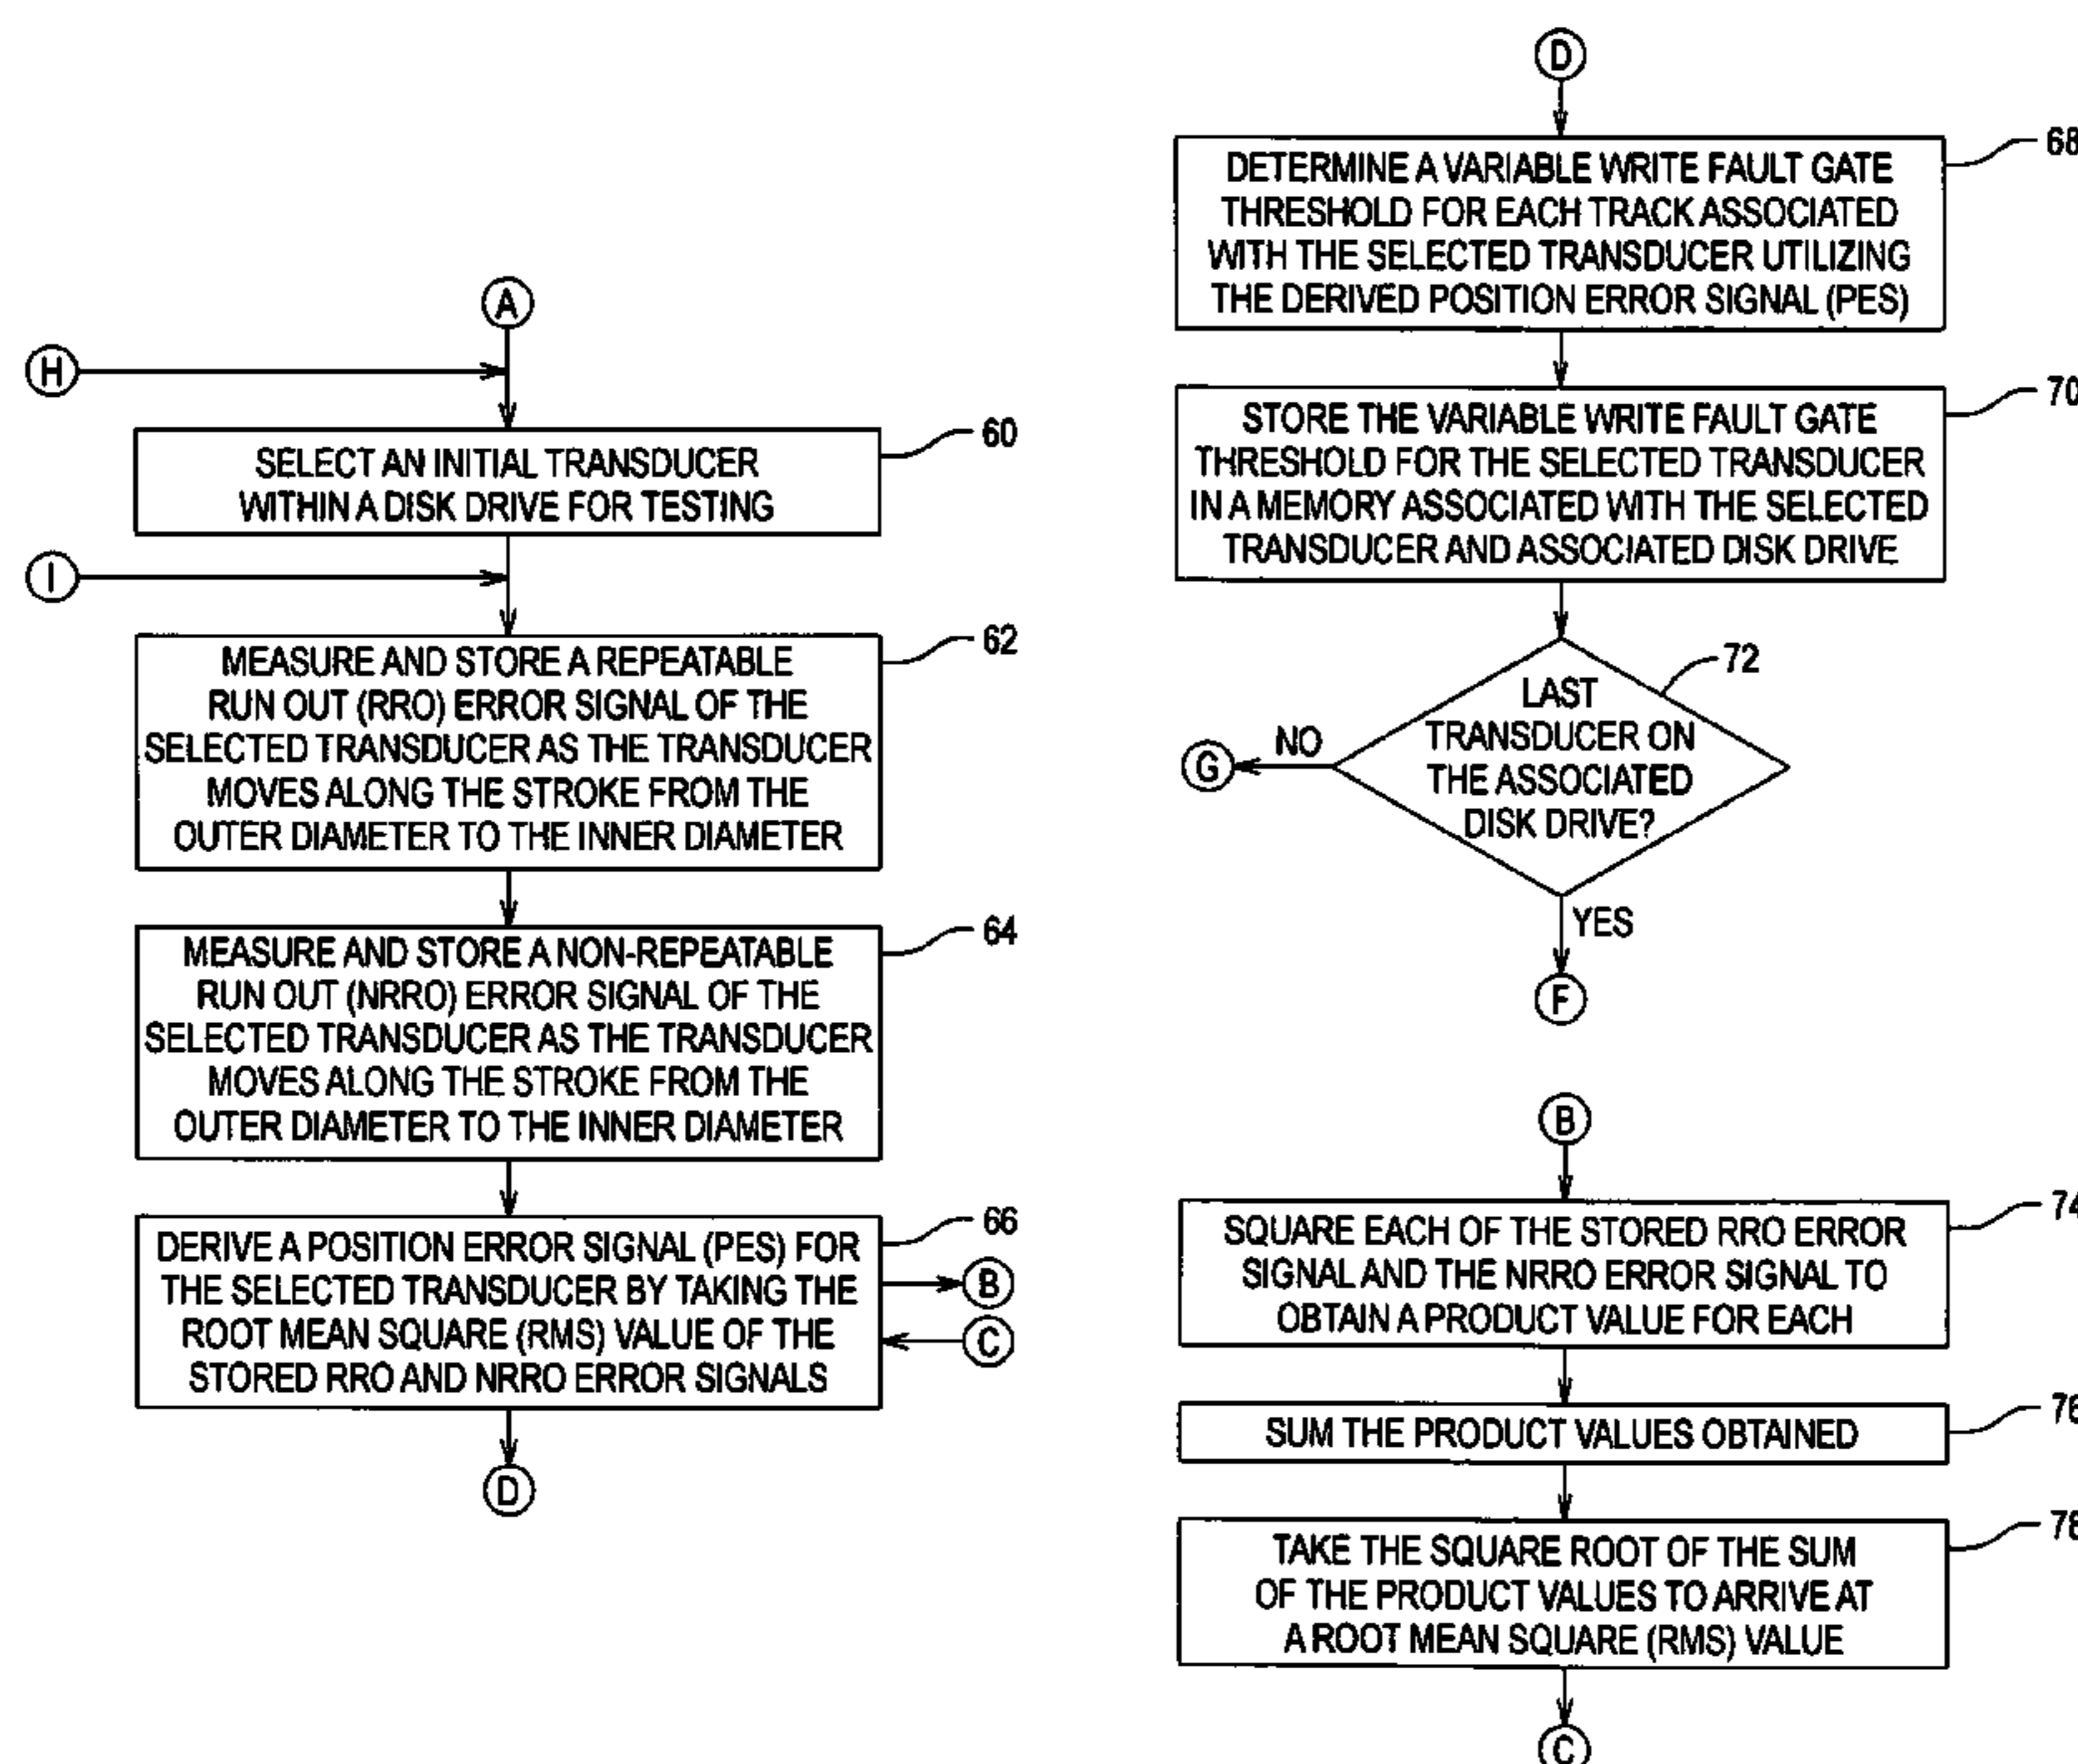 A
H
60
SELECT AN INITIAL TRANSDUCER
WITHIN A DISK DRIVE FOR TESTING
I
62
MEASURE AND STORE A REPEATABLE
RUN OUT (RRO) ERROR SIGNAL OF THE
SELECTED TRANSDUCER AS THE TRANSDUCER
MOVES ALONG THE STROKE FROM THE
OUTER DIAMETER TO THE INNER DIAMETER
64
MEASURE AND STORE A NON-REPEATABLE
RUN OUT (NRRO) ERROR SIGNAL OF THE
SELECTED TRANSDUCER AS THE TRANSDUCER
MOVES ALONG THE STROKE FROM THE
OUTER DIAMETER TO THE INNER DIAMETER
66
DERIVE A POSITION ERROR SIGNAL (PES) FOR
THE SELECTED TRANSDUCER BY TAKING THE
ROOT MEAN SQUARE (RMS) VALUE OF THE
STORED RRO AND NRRO ERROR SIGNALS
B
C
D
D
68
DETERMINE A VARIABLE WRITE FAULT GATE
THRESHOLD FOR EACH TRACK ASSOCIATED
WITH THE SELECTED TRANSDUCER UTILIZING
THE DERIVED POSITION ERROR SIGNAL (PES)
70
STORE THE VARIABLE WRITE FAULT GATE
THRESHOLD FOR THE SELECTED TRANSDUCER
IN A MEMORY ASSOCIATED WITH THE SELECTED
TRANSDUCER AND ASSOCIATED DISK DRIVE
72
LAST
TRANSDUCER ON
THE ASSOCIATED
DISK DRIVE?
NO
G
YES
F
B
74
SQUARE EACH OF THE STORED RRO ERROR
SIGNAL AND THE NRRO ERROR SIGNAL TO
OBTAIN A PRODUCT VALUE FOR EACH
76
SUM THE PRODUCT VALUES OBTAINED
78
TAKE THE SQUARE ROOT OF THE SUM
OF THE PRODUCT VALUES TO ARRIVE AT
A ROOT MEAN SQUARE (RMS) VALUE
C